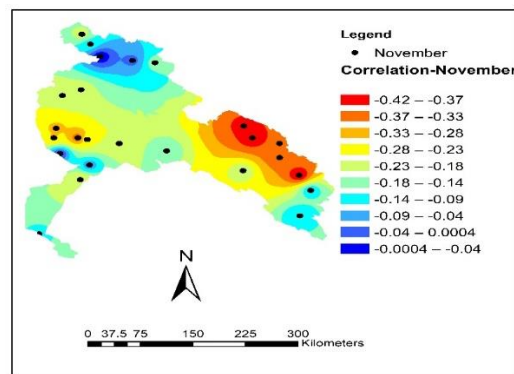 Legend
November
Correlation-November
-0.42 – -0.37
-0.37 – -0.33
-0.33 – -0.28
-0.28 – -0.23
-0.23 – -0.18
-0.18 – -0.14
-0.14 – -0.09
-0.09 – -0.04
-0.04 – 0.0004
-0.0004 – -0.04
N
0 37.5 75 150 225 300
Kilometers